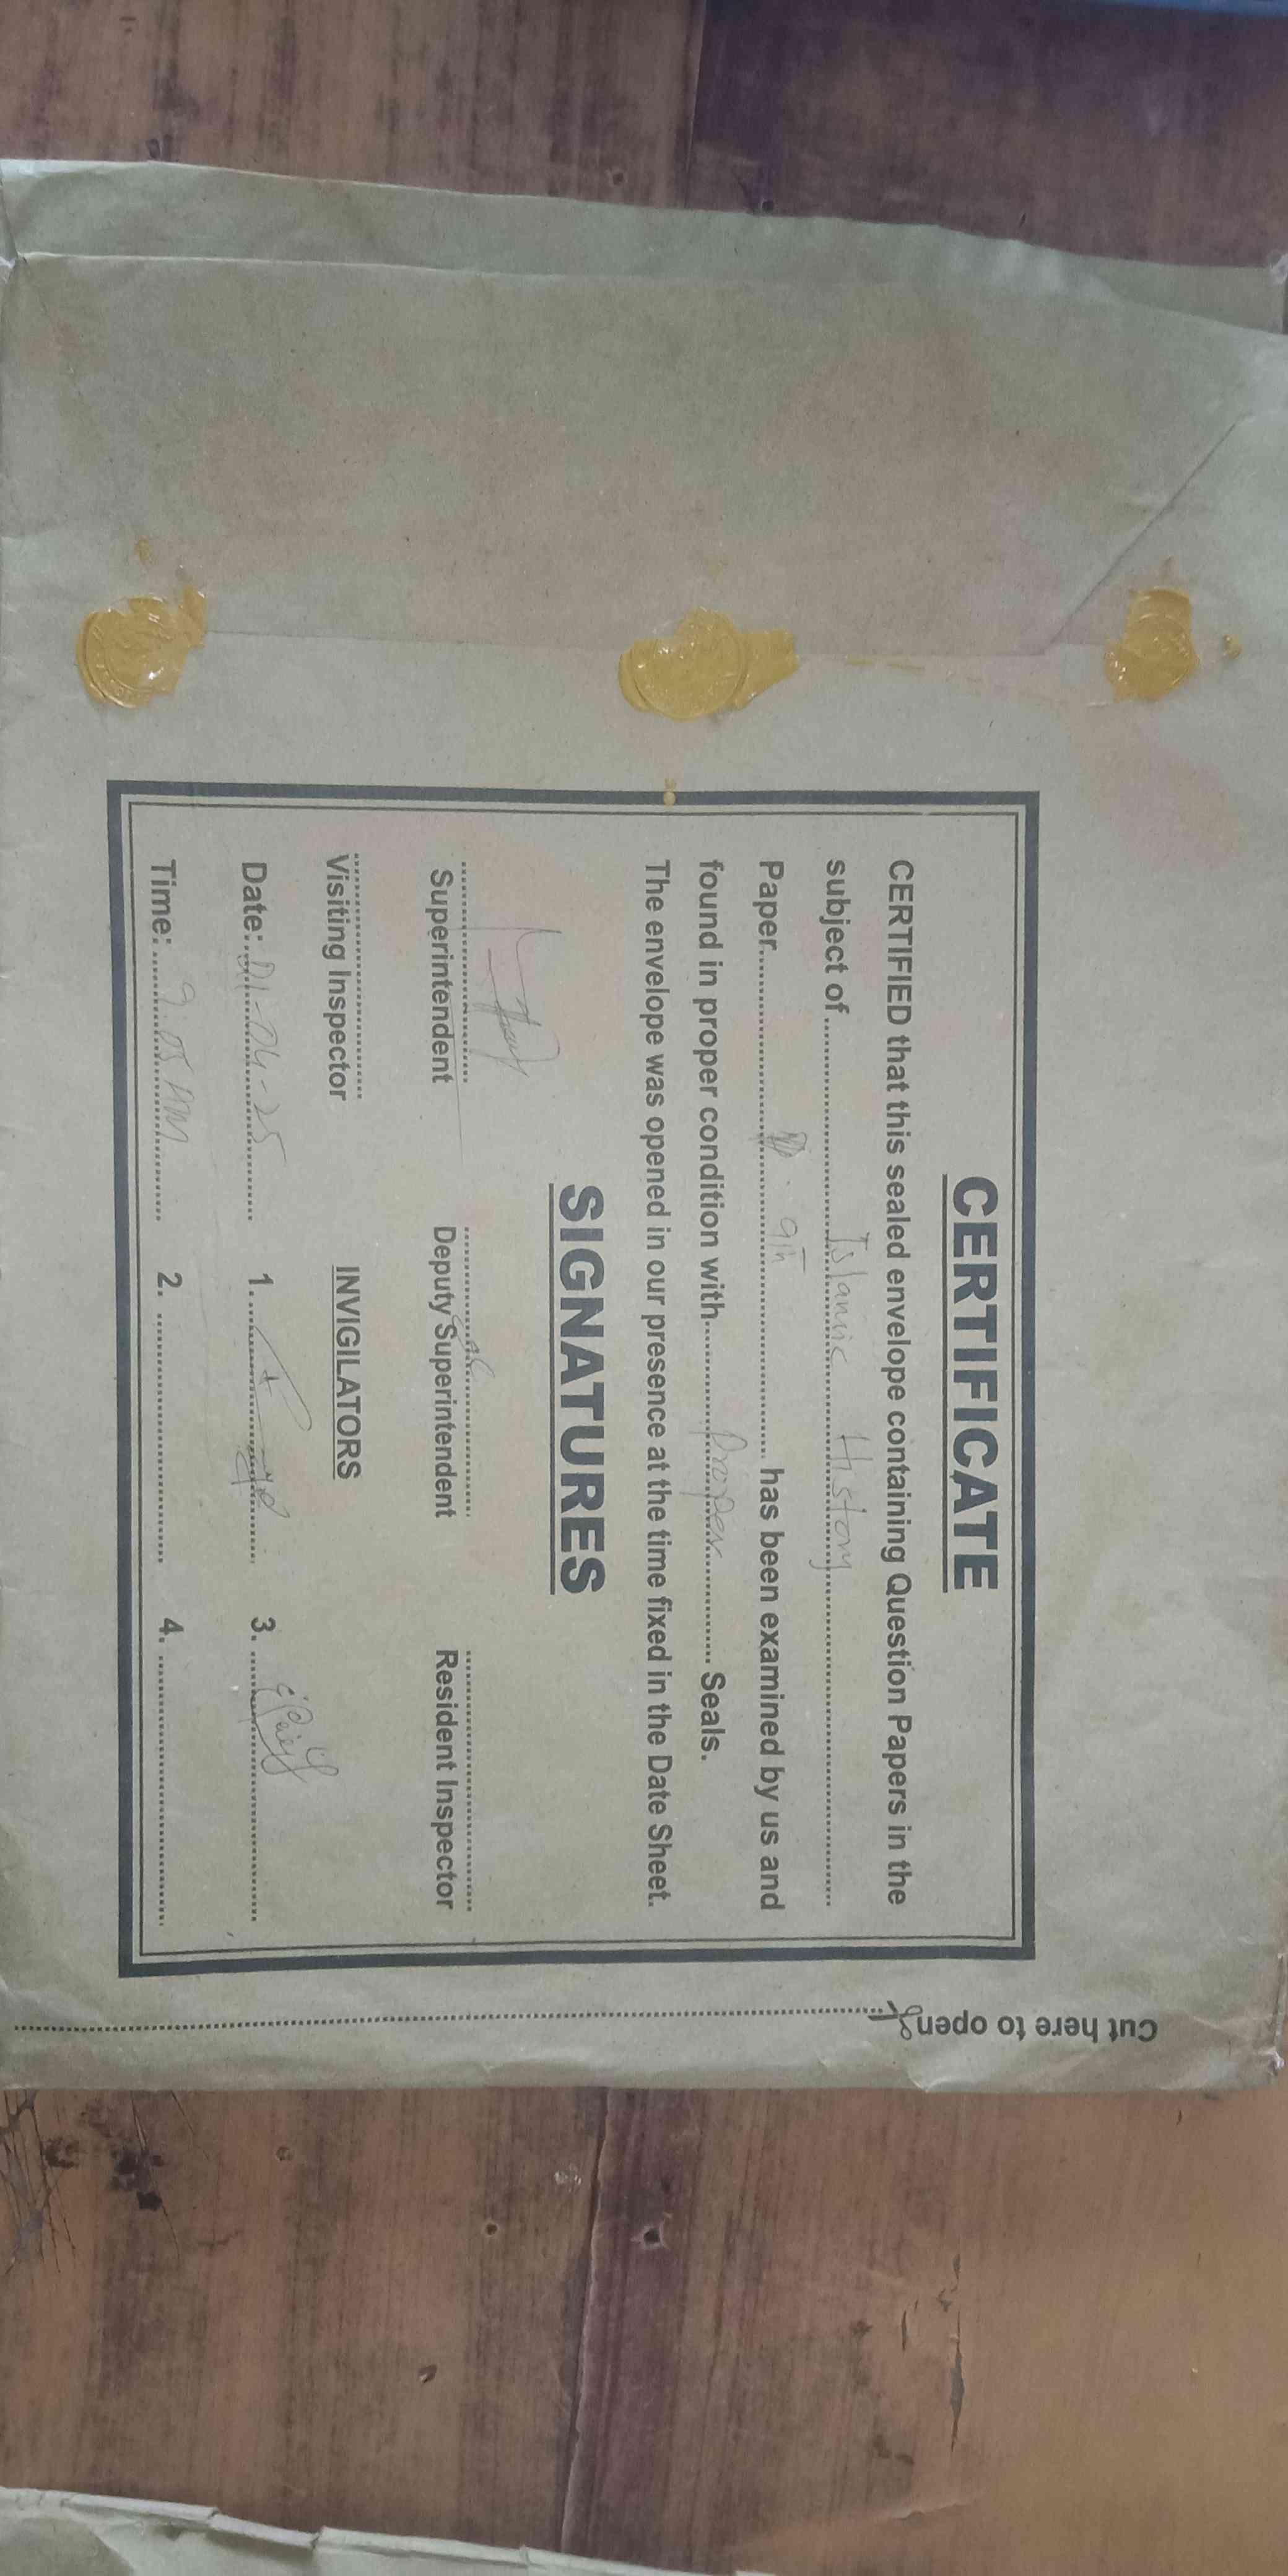 CERTIFICATE
CERTIFIED that this sealed envelope containing Question Papers in the
subject of ........ Islamic History ........
Paper ........ 9th ........ has been examined by us and
found in proper condition with ........ Proper ........ Seals.
The envelope was opened in our presence at the time fixed in the Date Sheet.
SIGNATURES
Superintendent Deputy Superintendent Resident Inspector
Visiting Inspector INVIGILATORS
Date: 01-04-25 1. 3.
Time: 9:05 AM 2. 4.
Cut here to open